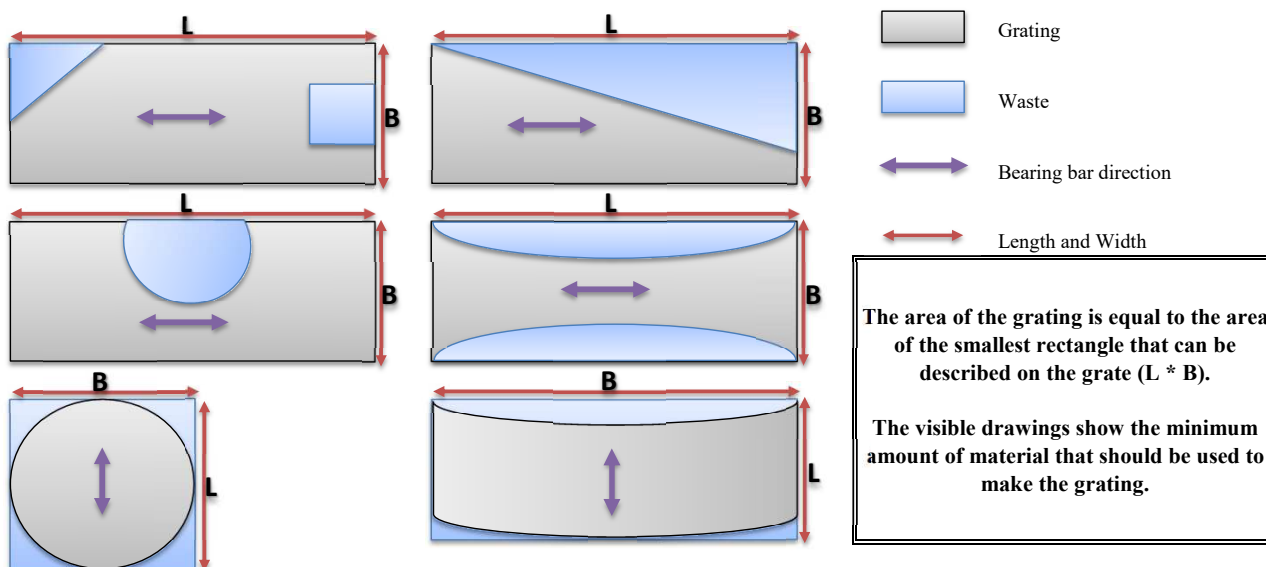 L
B
L
B
Grating
Waste
Bearing bar direction
Length and Width
L
B
L
B
B
L
B
L
The area of the grating is equal to the area
of the smallest rectangle that can be
described on the grate (L * B).
The visible drawings show the minimum
amount of material that should be used to
make the grating.